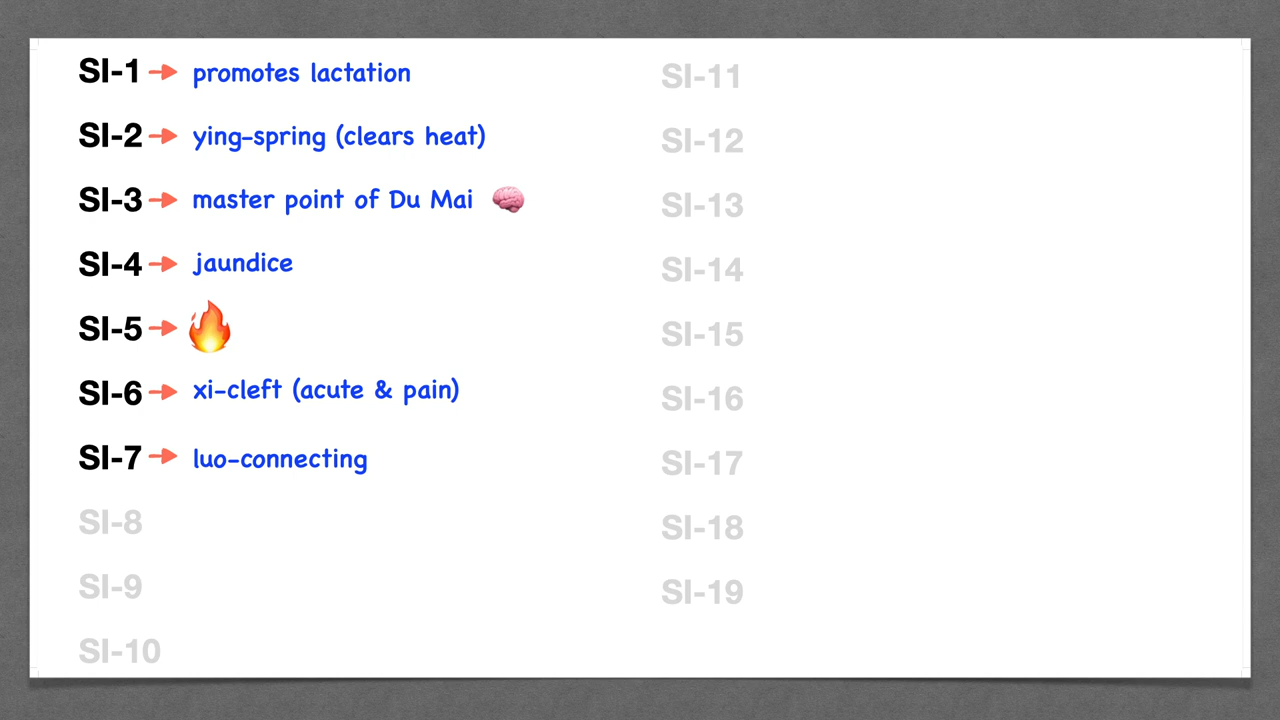 SI-1 → promotes lactation
SI-2 → ying-spring (clears heat)
SI-3 → master point of Du Mai 🧠
SI-4 → jaundice
SI-5 → 🔥
SI-6 → xi-cleft (acute & pain)
SI-7 → luo-connecting
SI-8
SI-9
SI-10
SI-11
SI-12
SI-13
SI-14
SI-15
SI-16
SI-17
SI-18
SI-19